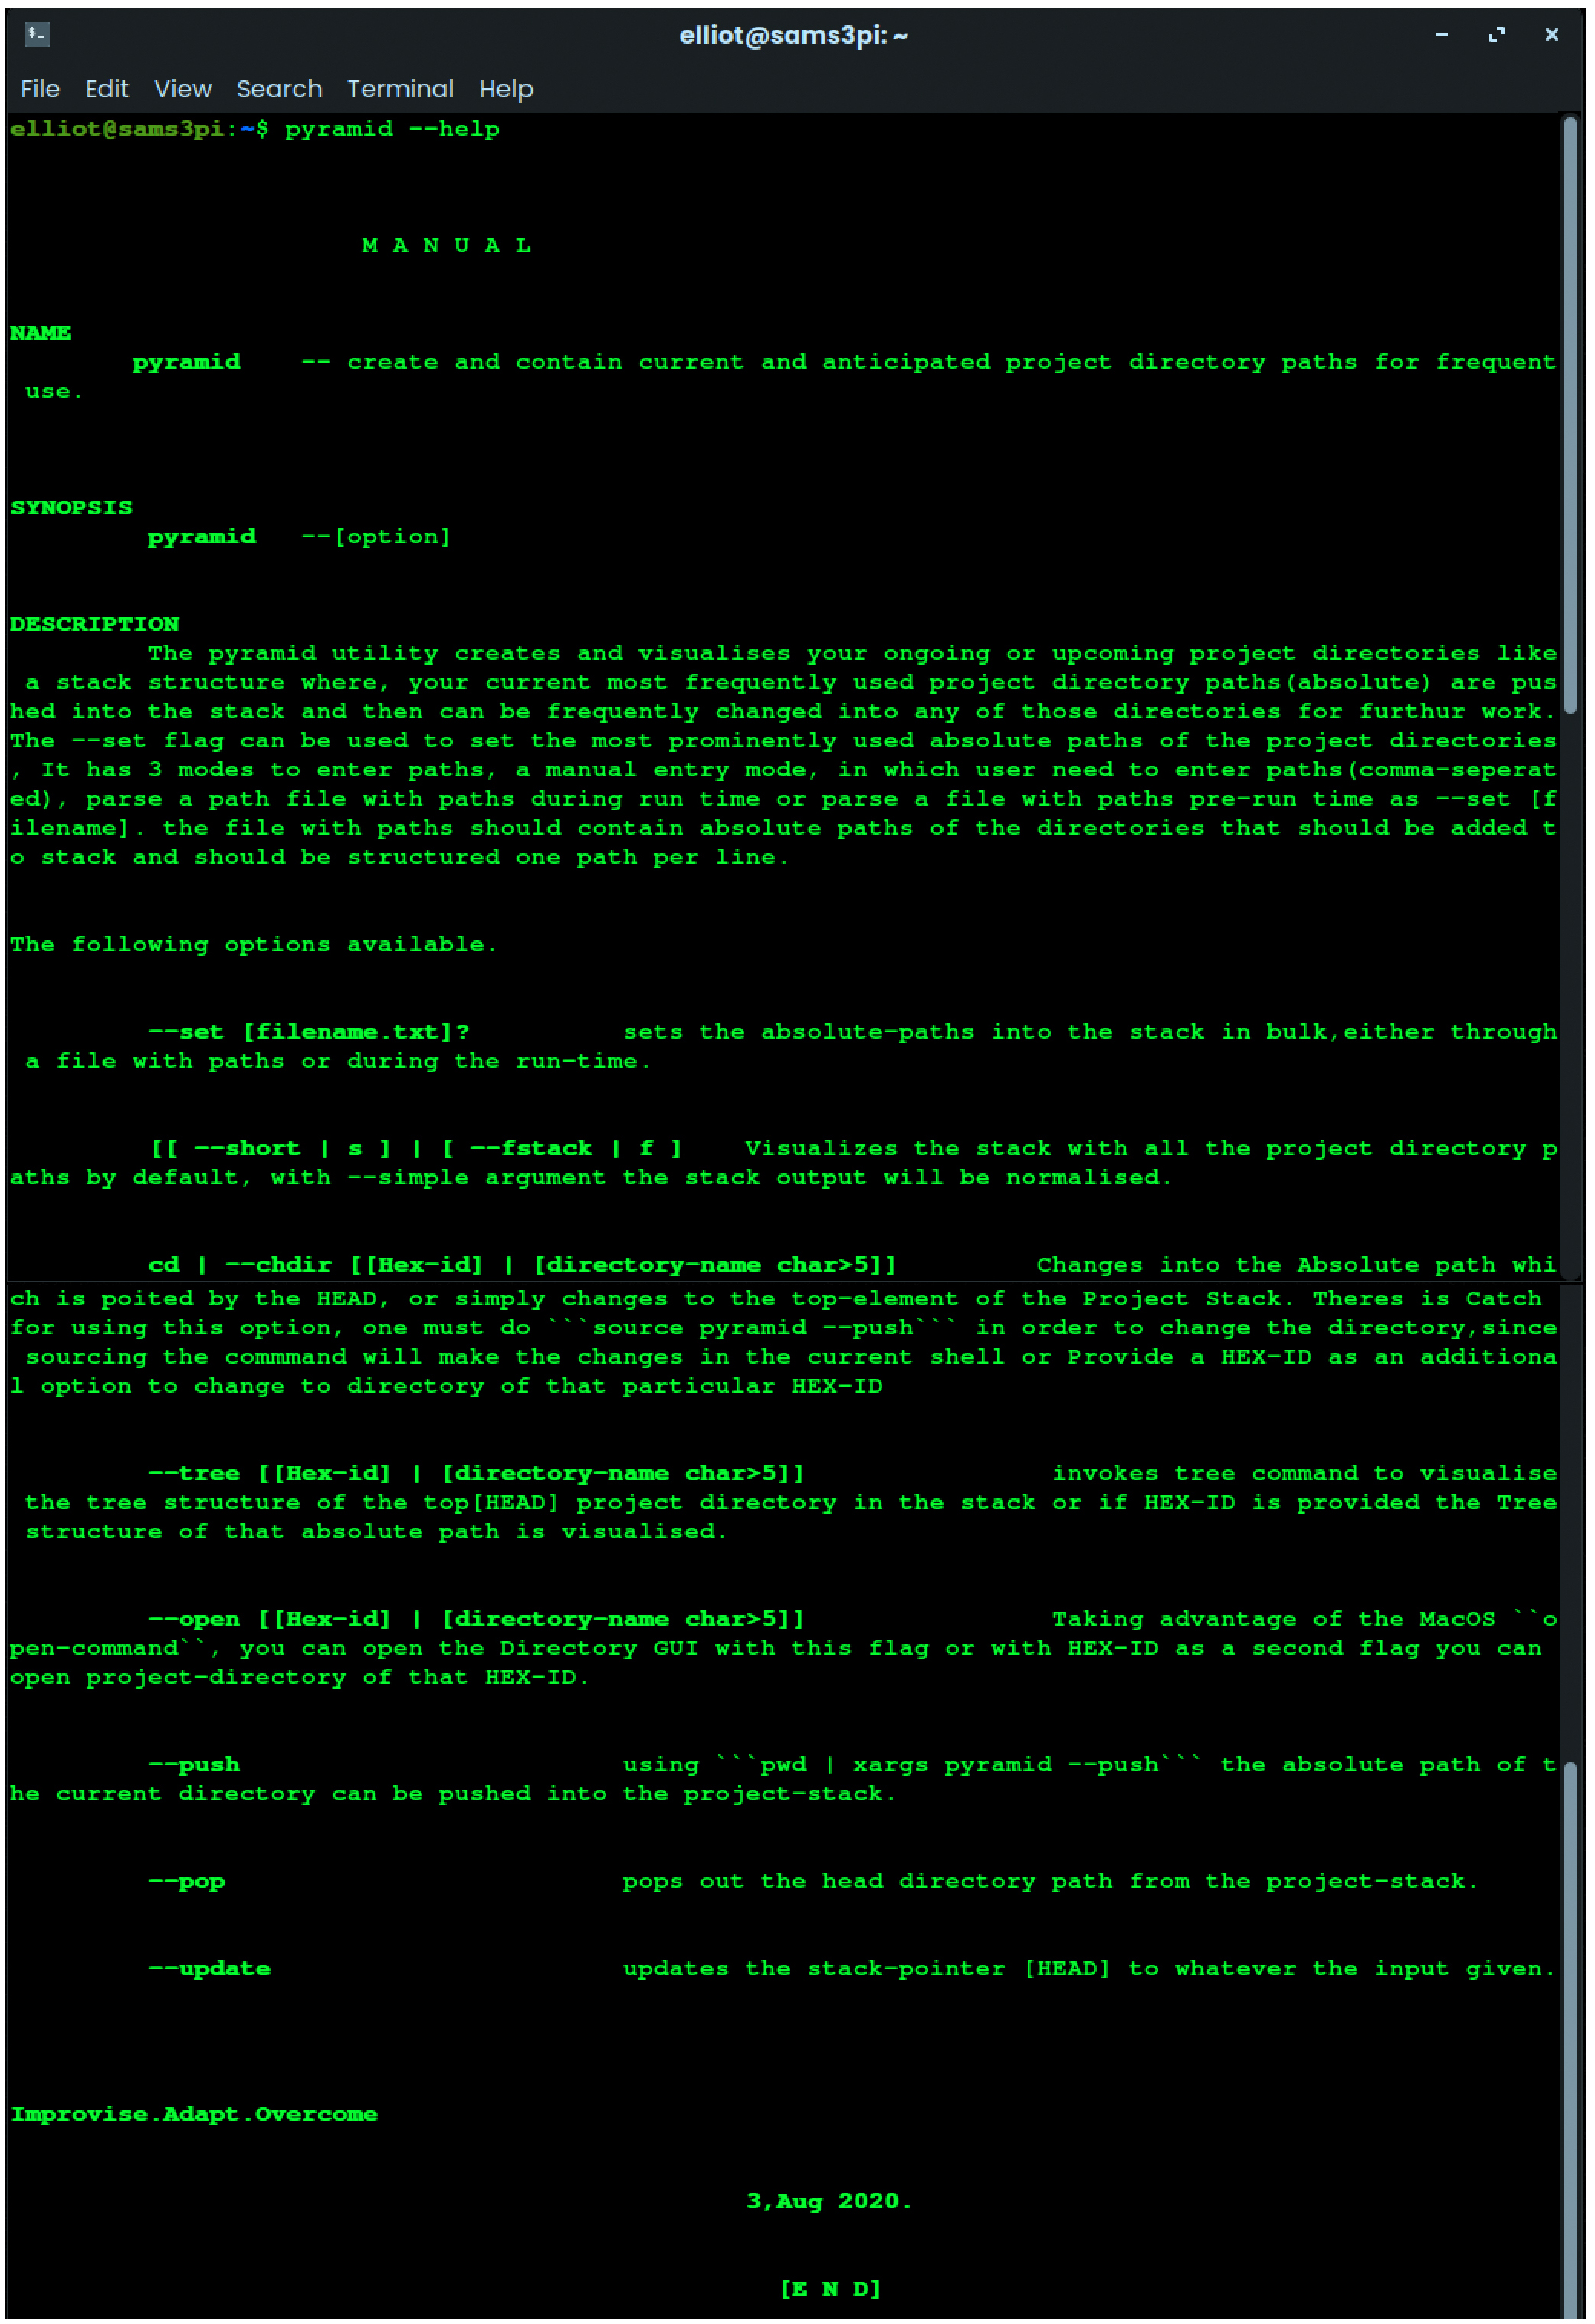 $_
elliot@sams3pi: ~
File Edit View Search Terminal Help
elliot@sams3pi:~$ pyramid --help
M A N U A L
NAME
pyramid -- create and contain current and anticipated project directory paths for frequent
use.
SYNOPSIS
pyramid --[option]
DESCRIPTION
The pyramid utility creates and visualises your ongoing or upcoming project directories like
a stack structure where, your current most frequently used project directory paths(absolute) are pus
hed into the stack and then can be frequently changed into any of those directories for furthur work.
The --set flag can be used to set the most prominently used absolute paths of the project directories
, It has 3 modes to enter paths, a manual entry mode, in which user need to enter paths(comma-seperat
ed), parse a path file with paths during run time or parse a file with paths pre-run time as --set [f
ilename]. the file with paths should contain absolute paths of the directories that should be added t
o stack and should be structured one path per line.
The following options available.
--set [filename.txt]? sets the absolute-paths into the stack in bulk,either through
a file with paths or during the run-time.
[[ --short | s ] | [ --fstack | f ] Visualizes the stack with all the project directory p
aths by default, with --simple argument the stack output will be normalised.
cd | --chdir [[Hex-id] | [directory-name char>5]] Changes into the Absolute path whi
ch is poited by the HEAD, or simply changes to the top-element of the Project Stack. Theres is Catch
for using this option, one must do ```source pyramid --push``` in order to change the directory,since
sourcing the commmand will make the changes in the current shell or Provide a HEX-ID as an additiona
l option to change to directory of that particular HEX-ID
--tree [[Hex-id] | [directory-name char>5]] invokes tree command to visualise
the tree structure of the top[HEAD] project directory in the stack or if HEX-ID is provided the Tree
structure of that absolute path is visualised.
--open [[Hex-id] | [directory-name char>5]] Taking advantage of the MacOS ``o
pen-command``, you can open the Directory GUI with this flag or with HEX-ID as a second flag you can
open project-directory of that HEX-ID.
--push using ```pwd | xargs pyramid --push``` the absolute path of t
he current directory can be pushed into the project-stack.
--pop pops out the head directory path from the project-stack.
--update updates the stack-pointer [HEAD] to whatever the input given.
Improvise.Adapt.Overcome
3,Aug 2020.
[E N D]